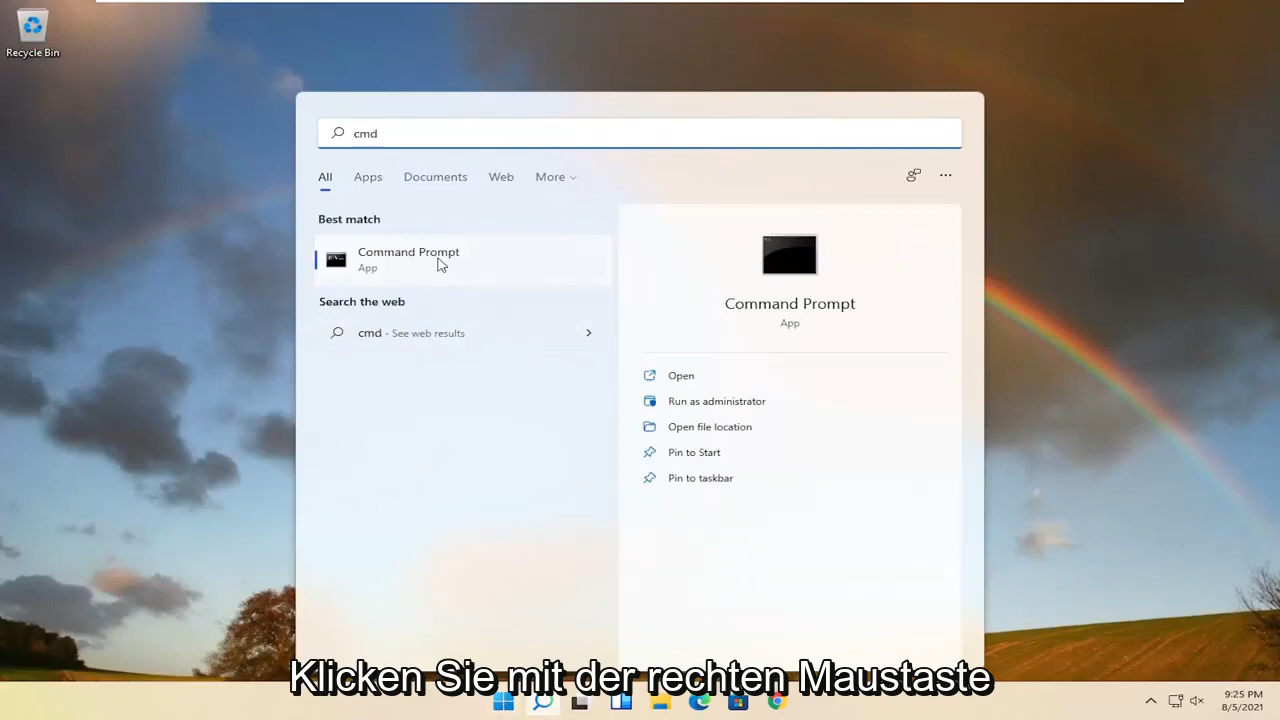 Recycle Bin
cmd
All Apps Documents Web More
Best match
Command Prompt
App
Search the web
cmd - See web results
Command Prompt
App
Open
Run as administrator
Open file location
Pin to Start
Pin to taskbar
Klicken Sie mit der rechten Maustaste
9:25 PM
8/5/2021